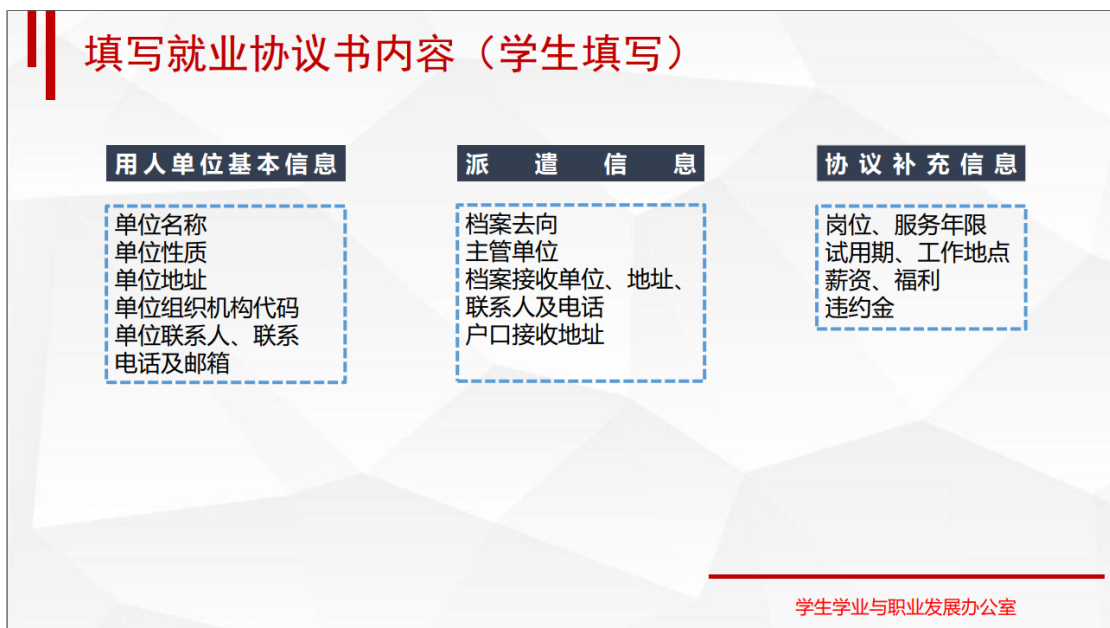 填写就业协议书内容（学生填写）
用人单位基本信息
单位名称
单位性质
单位地址
单位组织机构代码
单位联系人、联系
电话及邮箱
派遣信息
档案去向
主管单位
档案接收单位、地址、
联系人及电话
户口接收地址
协议补充信息
岗位、服务年限
试用期、工作地点
薪资、福利
违约金
学生学业与职业发展办公室